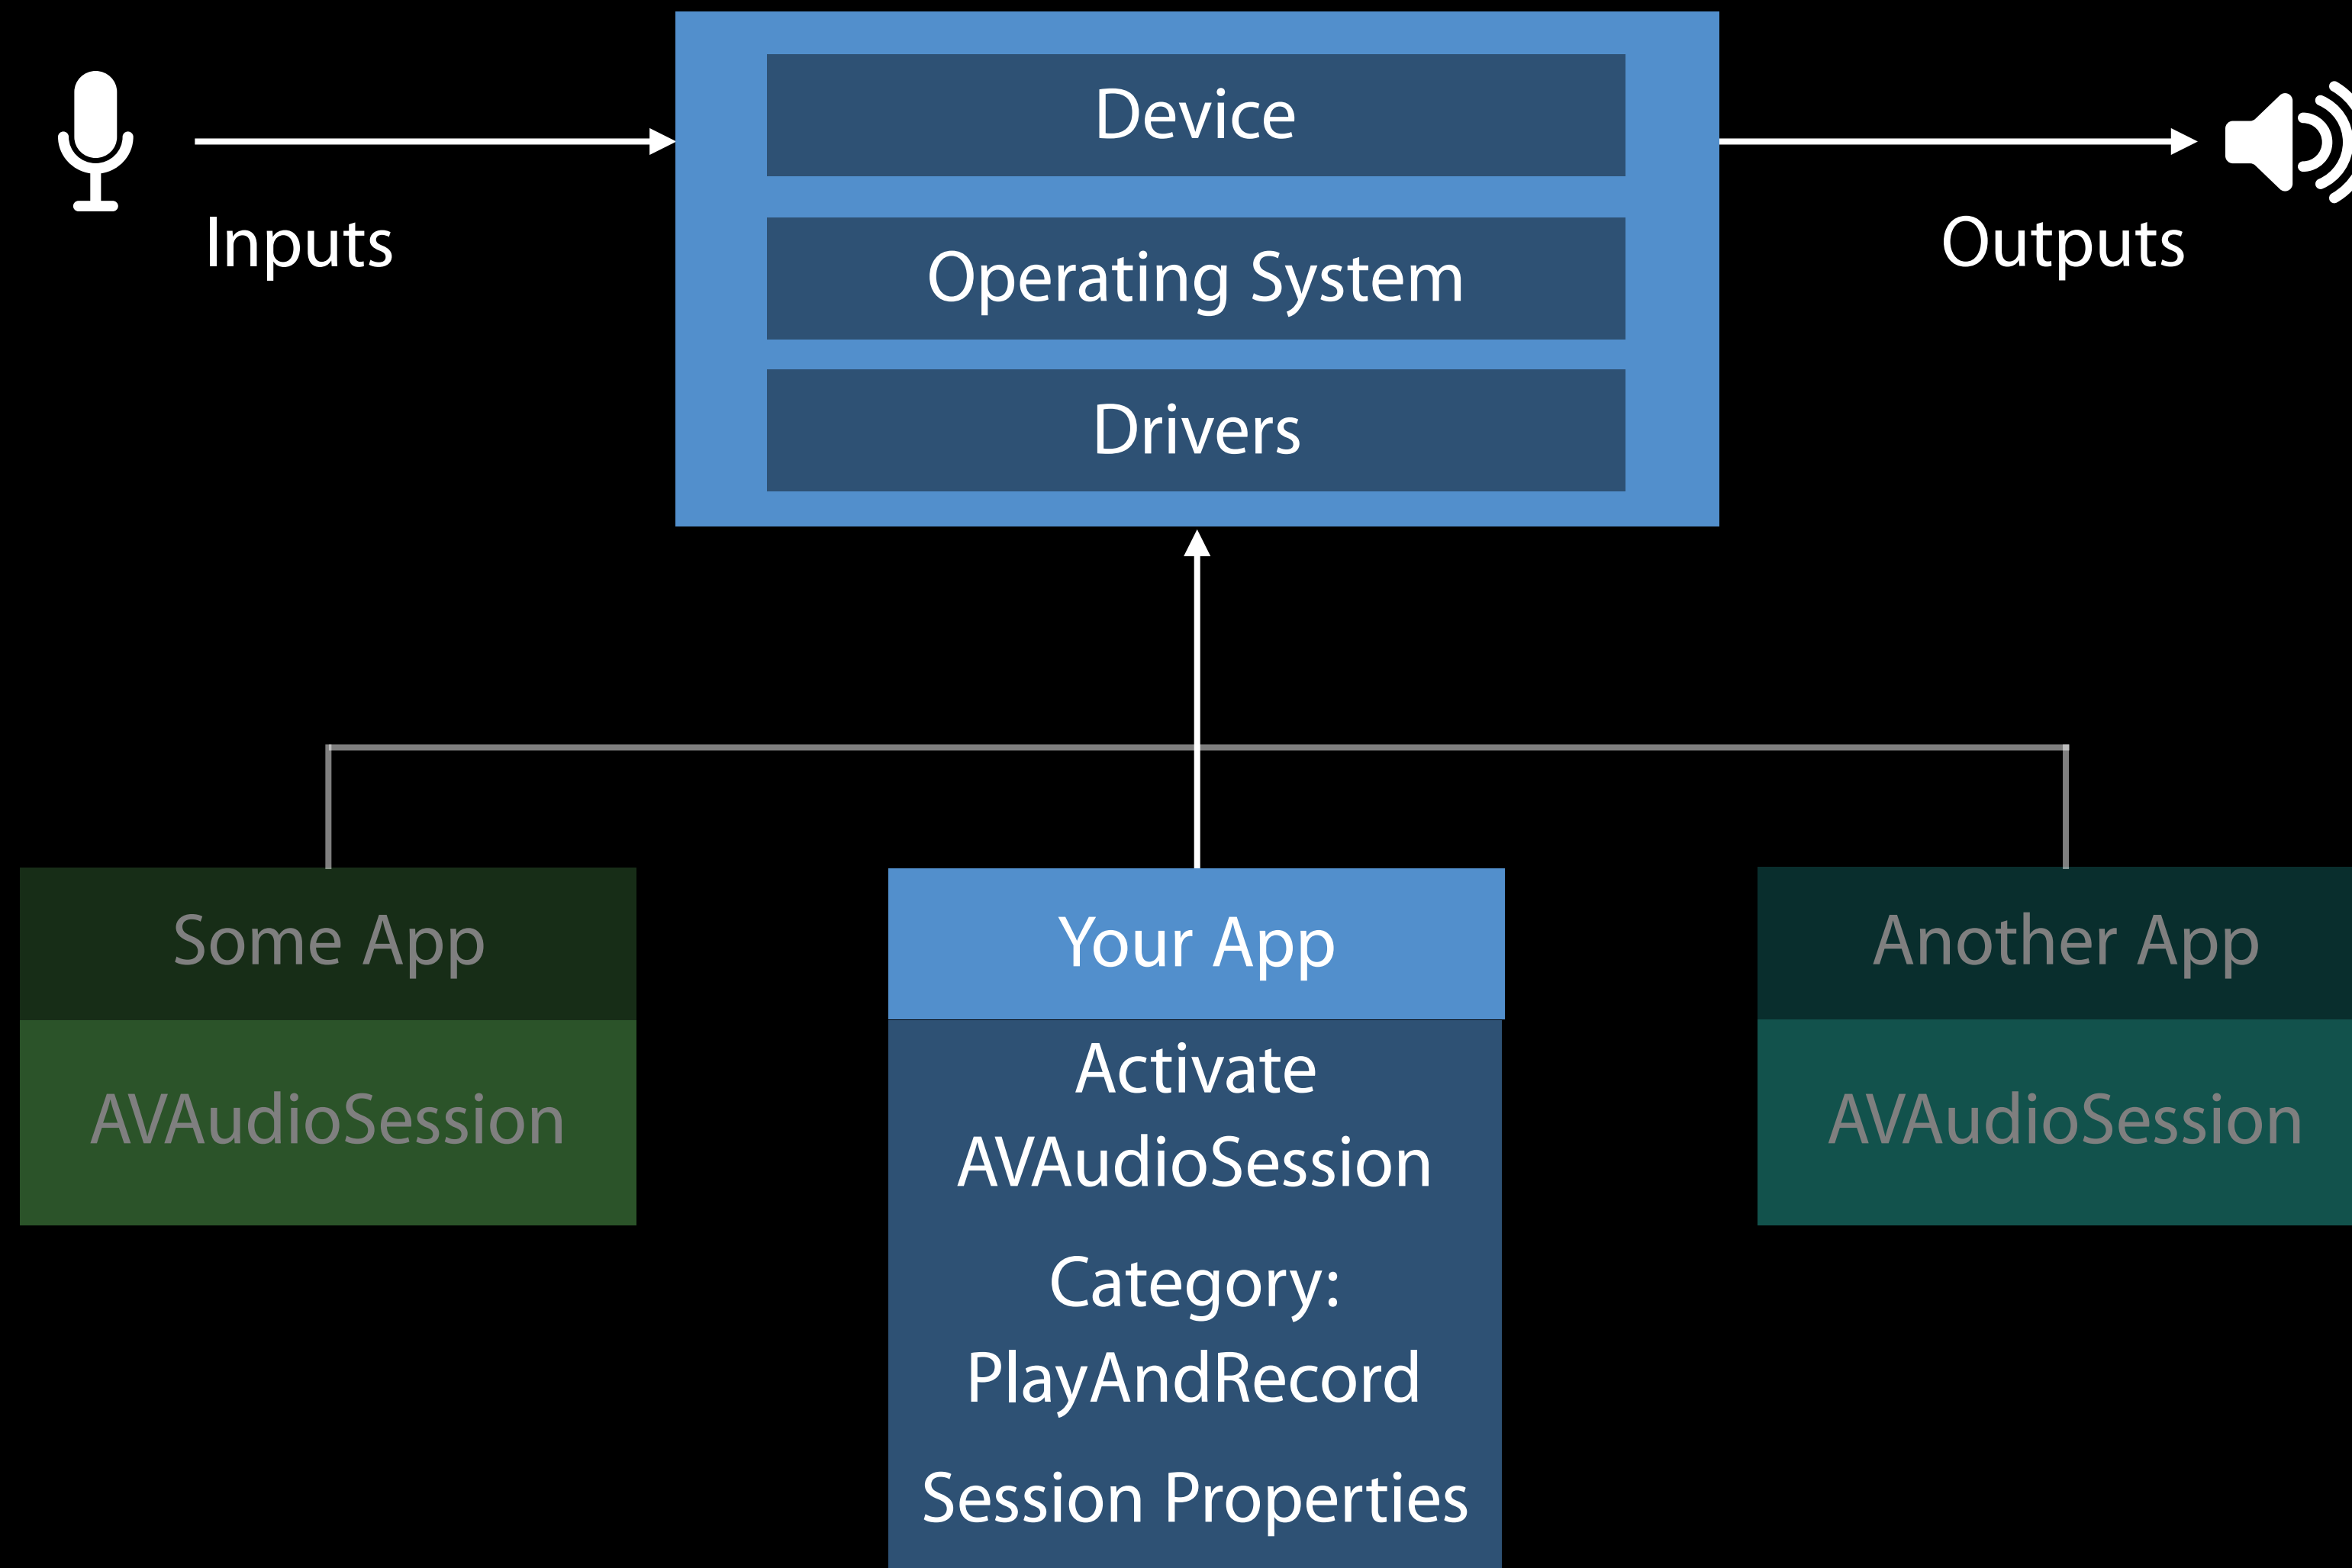 Device
Inputs
Operating System
Outputs
Drivers
Some App
AVAudioSession
Your App
Activate
AVAudioSession
Category:
PlayAndRecord
Session Properties
Another App
AVAudioSession